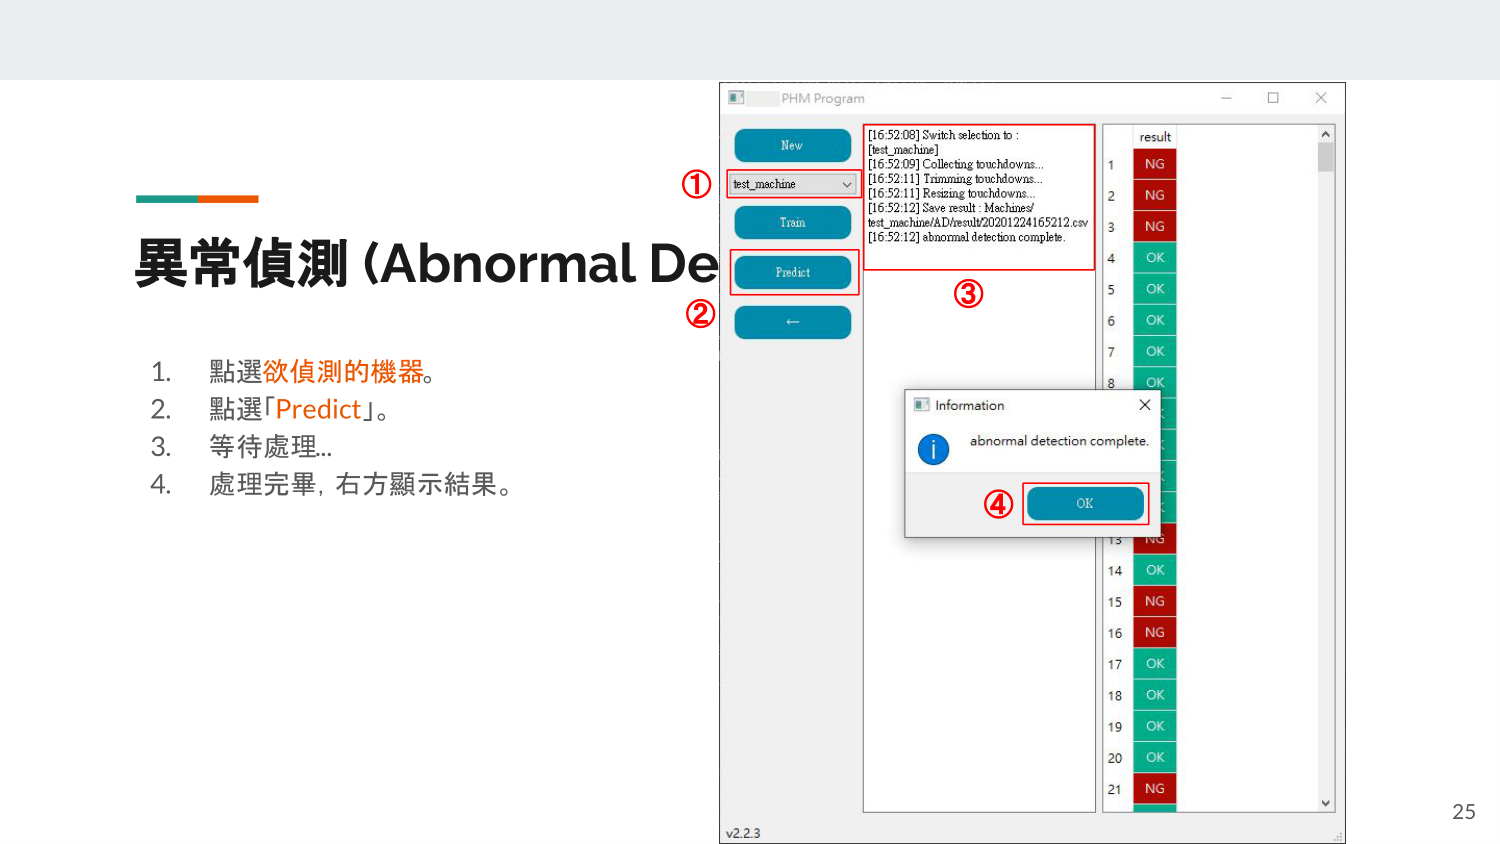 異常偵測 (Abnormal De
1. 點選欲偵測的機器。
2. 點選「Predict」。
3. 等待處理...
4. 處理完畢，右方顯示結果。
PHM Program
New
①
test_machine
Train
Predict
②
←
[16:52:08] Switch selection to :
[test_machine]
[16:52:09] Collecting touchdowns...
[16:52:11] Trimming touchdowns...
[16:52:11] Resizing touchdowns...
[16:52:12] Save result : Machines/
test_machine/AD/result/20201224165212.csv
[16:52:12] abnormal detection complete.
③
Information
abnormal detection complete.
④
OK
result
1 NG
2 NG
3 NG
4 OK
5 OK
6 OK
7 OK
8 OK
13 NG
14 OK
15 NG
16 NG
17 OK
18 OK
19 OK
20 OK
21 NG
v2.2.3
25